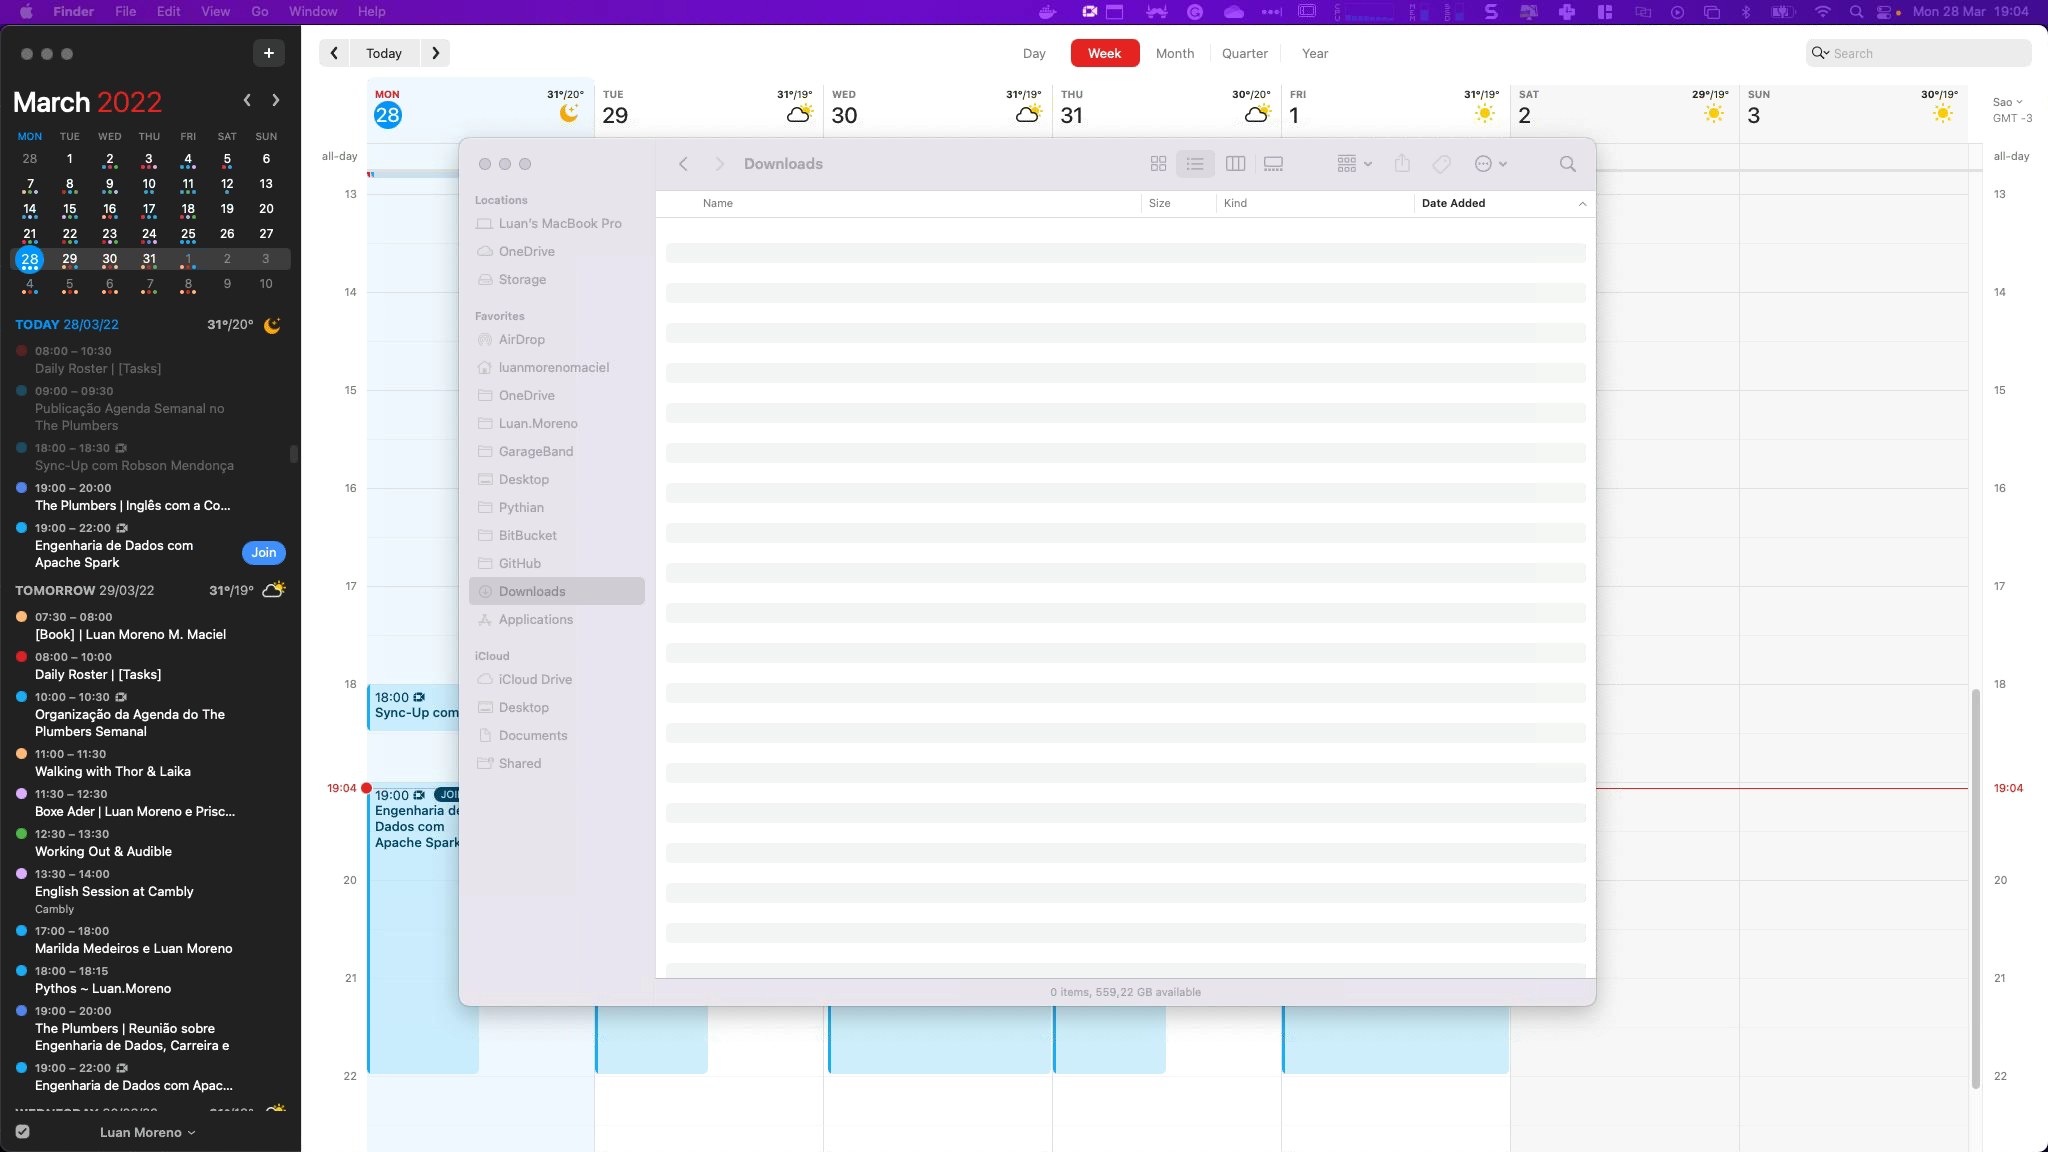 Finder File Edit View Go Window Help
Mon 28 Mar 19:04
Today
Day Week Month Quarter Year
Search
March 2022
MON TUE WED THU FRI SAT SUN
28 1 2 3 4 5 6
7 8 9 10 11 12 13
14 15 16 17 18 19 20
21 22 23 24 25 26 27
28 29 30 31 1 2 3
4 5 6 7 8 9 10
TODAY 28/03/22 31°/20°
08:00 – 10:30
Daily Roster | [Tasks]
09:00 – 09:30
Publicação Agenda Semanal no
The Plumbers
18:00 – 18:30
Sync-Up com Robson Mendonça
19:00 – 20:00
The Plumbers | Inglês com a Co...
19:00 – 22:00
Engenharia de Dados com
Apache Spark
Join
TOMORROW 29/03/22 31°/19°
07:30 – 08:00
[Book] | Luan Moreno M. Maciel
08:00 – 10:00
Daily Roster | [Tasks]
10:00 – 10:30
Organização da Agenda do The
Plumbers Semanal
11:00 – 11:30
Walking with Thor & Laika
11:30 – 12:30
Boxe Ader | Luan Moreno e Prisc...
12:30 – 13:30
Working Out & Audible
13:30 – 14:00
English Session at Cambly
Cambly
17:00 – 18:00
Marilda Medeiros e Luan Moreno
18:00 – 18:15
Pythos ~ Luan.Moreno
19:00 – 20:00
The Plumbers | Reunião sobre
Engenharia de Dados, Carreira e
19:00 – 22:00
Engenharia de Dados com Apac...
Luan Moreno
MON 31°/20° TUE 31°/19° WED 31°/19° THU 30°/20° FRI 31°/19° SAT 29°/19° SUN 30°/19°
28 29 30 31 1 2 3
Sao
GMT -3
all-day
13
14
15
16
17
18
19:04
20
21
22
18:00
Sync-Up com
19:00
Engenharia de
Dados com
Apache Spark
Downloads
Name Size Kind Date Added
Locations
Luan's MacBook Pro
OneDrive
Storage
Favorites
AirDrop
luanmorenomaciel
OneDrive
Luan.Moreno
GarageBand
Desktop
Pythian
BitBucket
GitHub
Downloads
Applications
iCloud
iCloud Drive
Desktop
Documents
Shared
0 items, 559,22 GB available
all-day
13
14
15
16
17
18
19:04
20
21
22